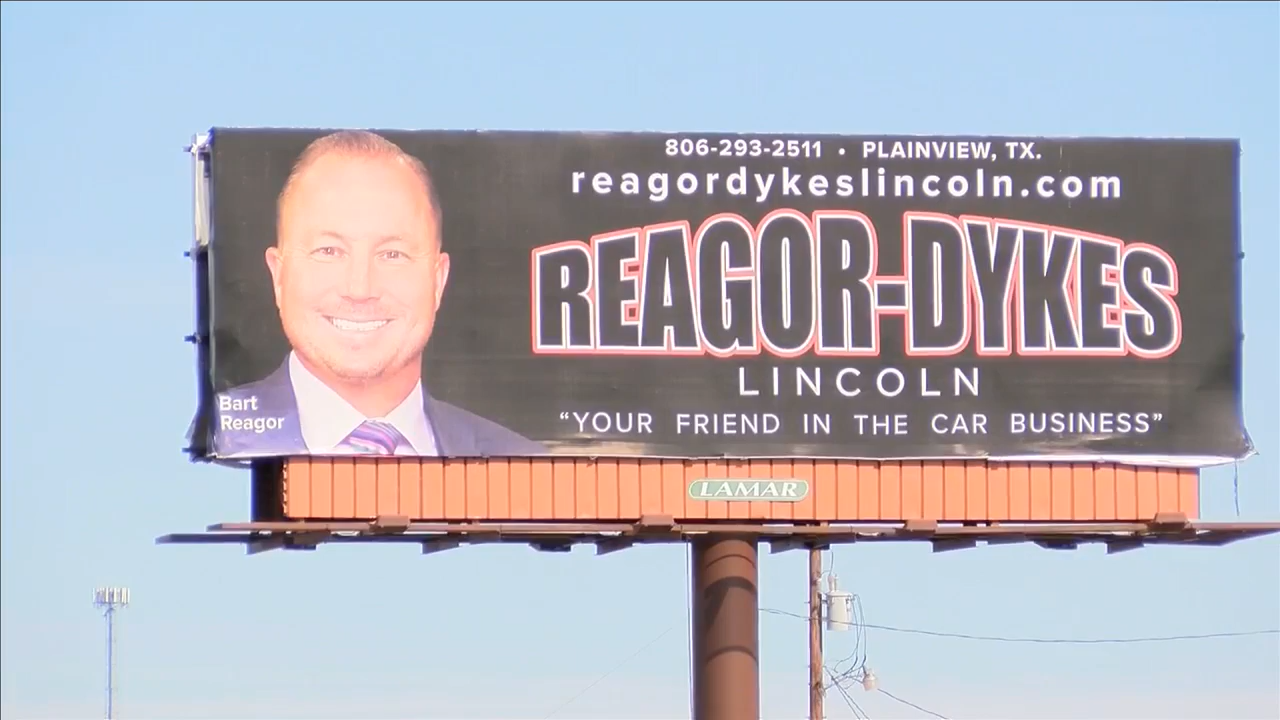 806-293-2511 • PLAINVIEW, TX.
reagordykeslincoln.com
REAGOR-DYKES
LINCOLN
“YOUR FRIEND IN THE CAR BUSINESS”
Bart
Reagor
LAMAR